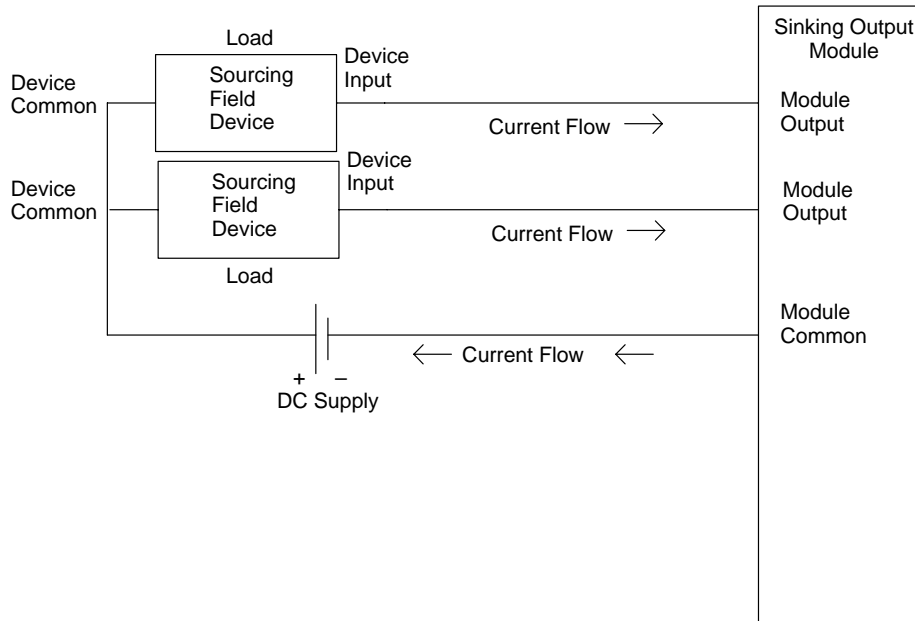 Load
Device
Common
Sourcing
Field
Device
Device
Input
Current Flow
Sinking Output
Module
Module
Output
Device
Common
Sourcing
Field
Device
Device
Input
Current Flow
Module
Output
Load
Current Flow
Module
Common
+ –
DC Supply